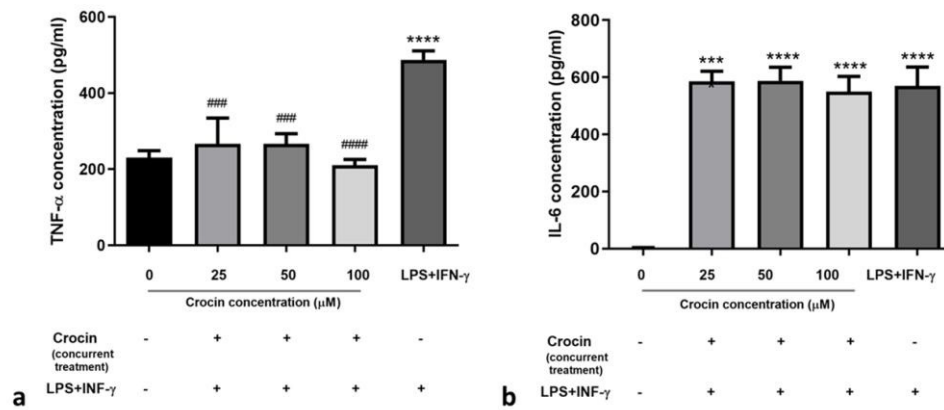 600
400
200
0
TNF-α concentration (pg/ml)
###
###
####
****
0 25 50 100 LPS+IFN-γ
Crocin concentration (μM)
Crocin - + + + -
(concurrent
treatment)
LPS+INF-γ - + + + +
a
800
600
400
200
0
IL-6 concentration (pg/ml)
***
****
****
****
*
0 25 50 100 LPS+IFN-γ
Crocin concentration (μM)
Crocin - + + + -
(concurrent
treatment)
LPS+INF-γ - + + + +
b